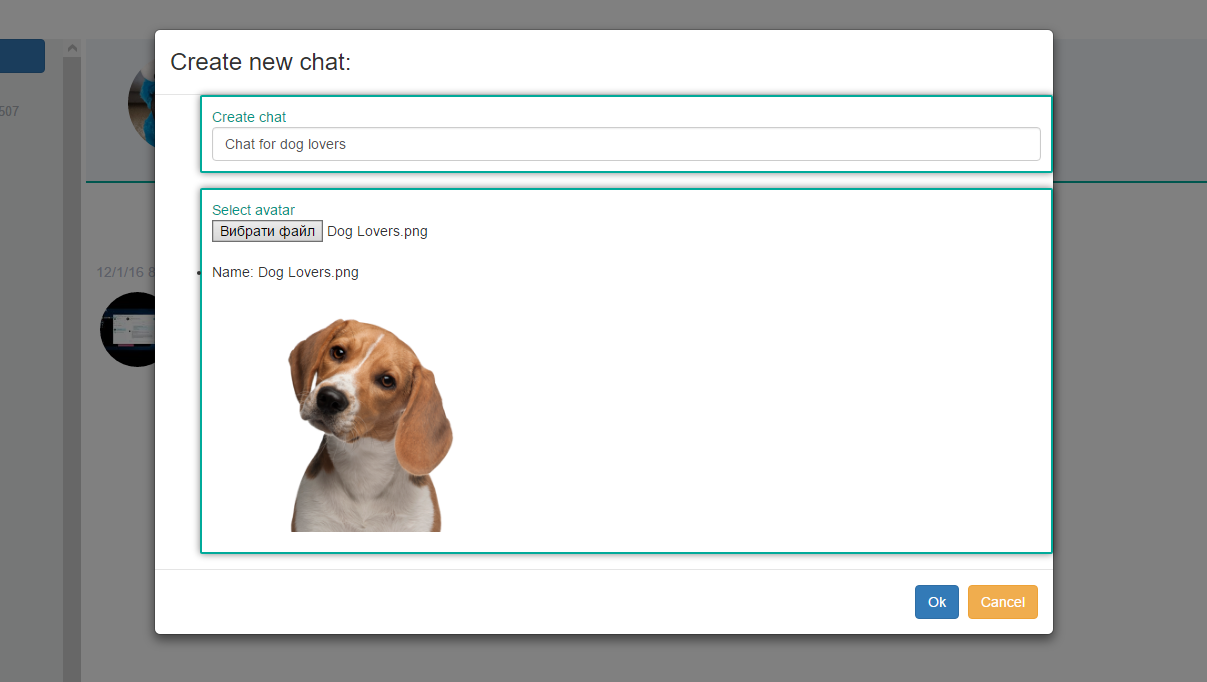 Create new chat:
Create chat
Chat for dog lovers
507
Select avatar
Вибрати файл Dog Lovers.png
12/1/16 8
Name: Dog Lovers.png
Ok Cancel